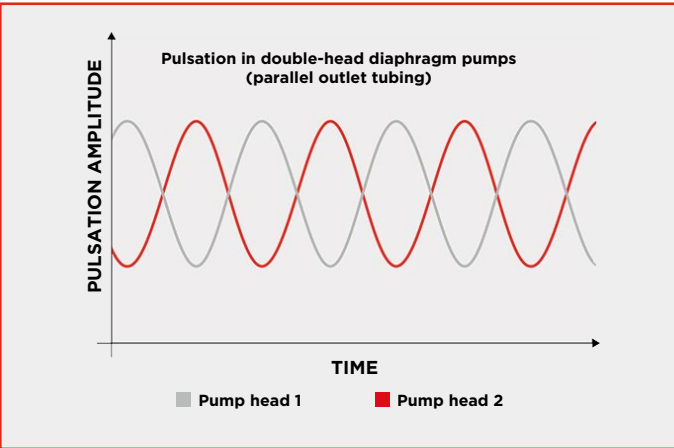 Pulsation in double-head diaphragm pumps
(parallel outlet tubing)
PULSATION AMPLITUDE
TIME
Pump head 1
Pump head 2